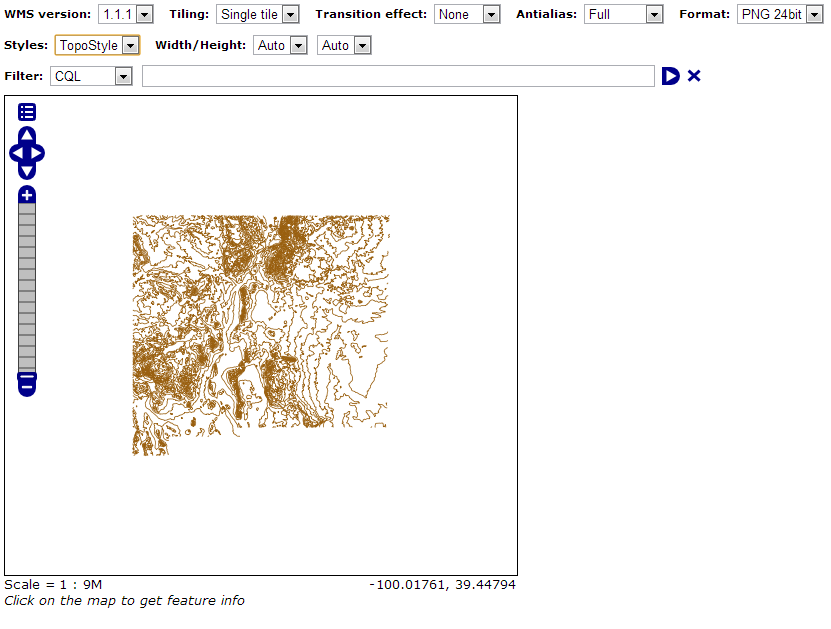 WMS version: 1.1.1 Tiling: Single tile Transition effect: None Antialias: Full Format: PNG 24bit
Styles: TopoStyle Width/Height: Auto Auto
Filter: CQL
Scale = 1 : 9M -100.01761, 39.44794
Click on the map to get feature info